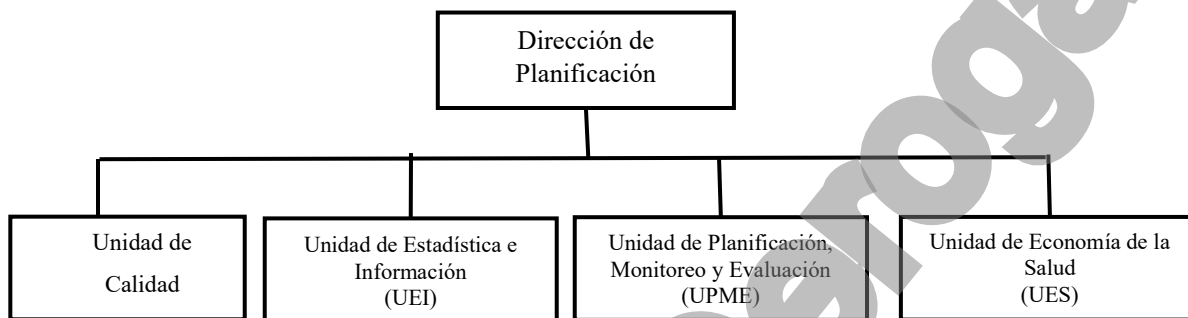 Dirección de
Planificación
Unidad de
Calidad
Unidad de Estadística e
Información
(UEI)
Unidad de Planificación,
Monitoreo y Evaluación
(UPME)
Unidad de Economía de la
Salud
(UES)